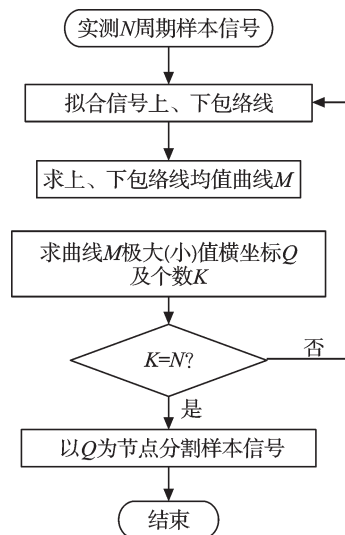 实测N周期样本信号
拟合信号上、下包络线
求上、下包络线均值曲线M
求曲线M极大(小)值横坐标Q
及个数K
K=N?
否
是
以Q为节点分割样本信号
结束